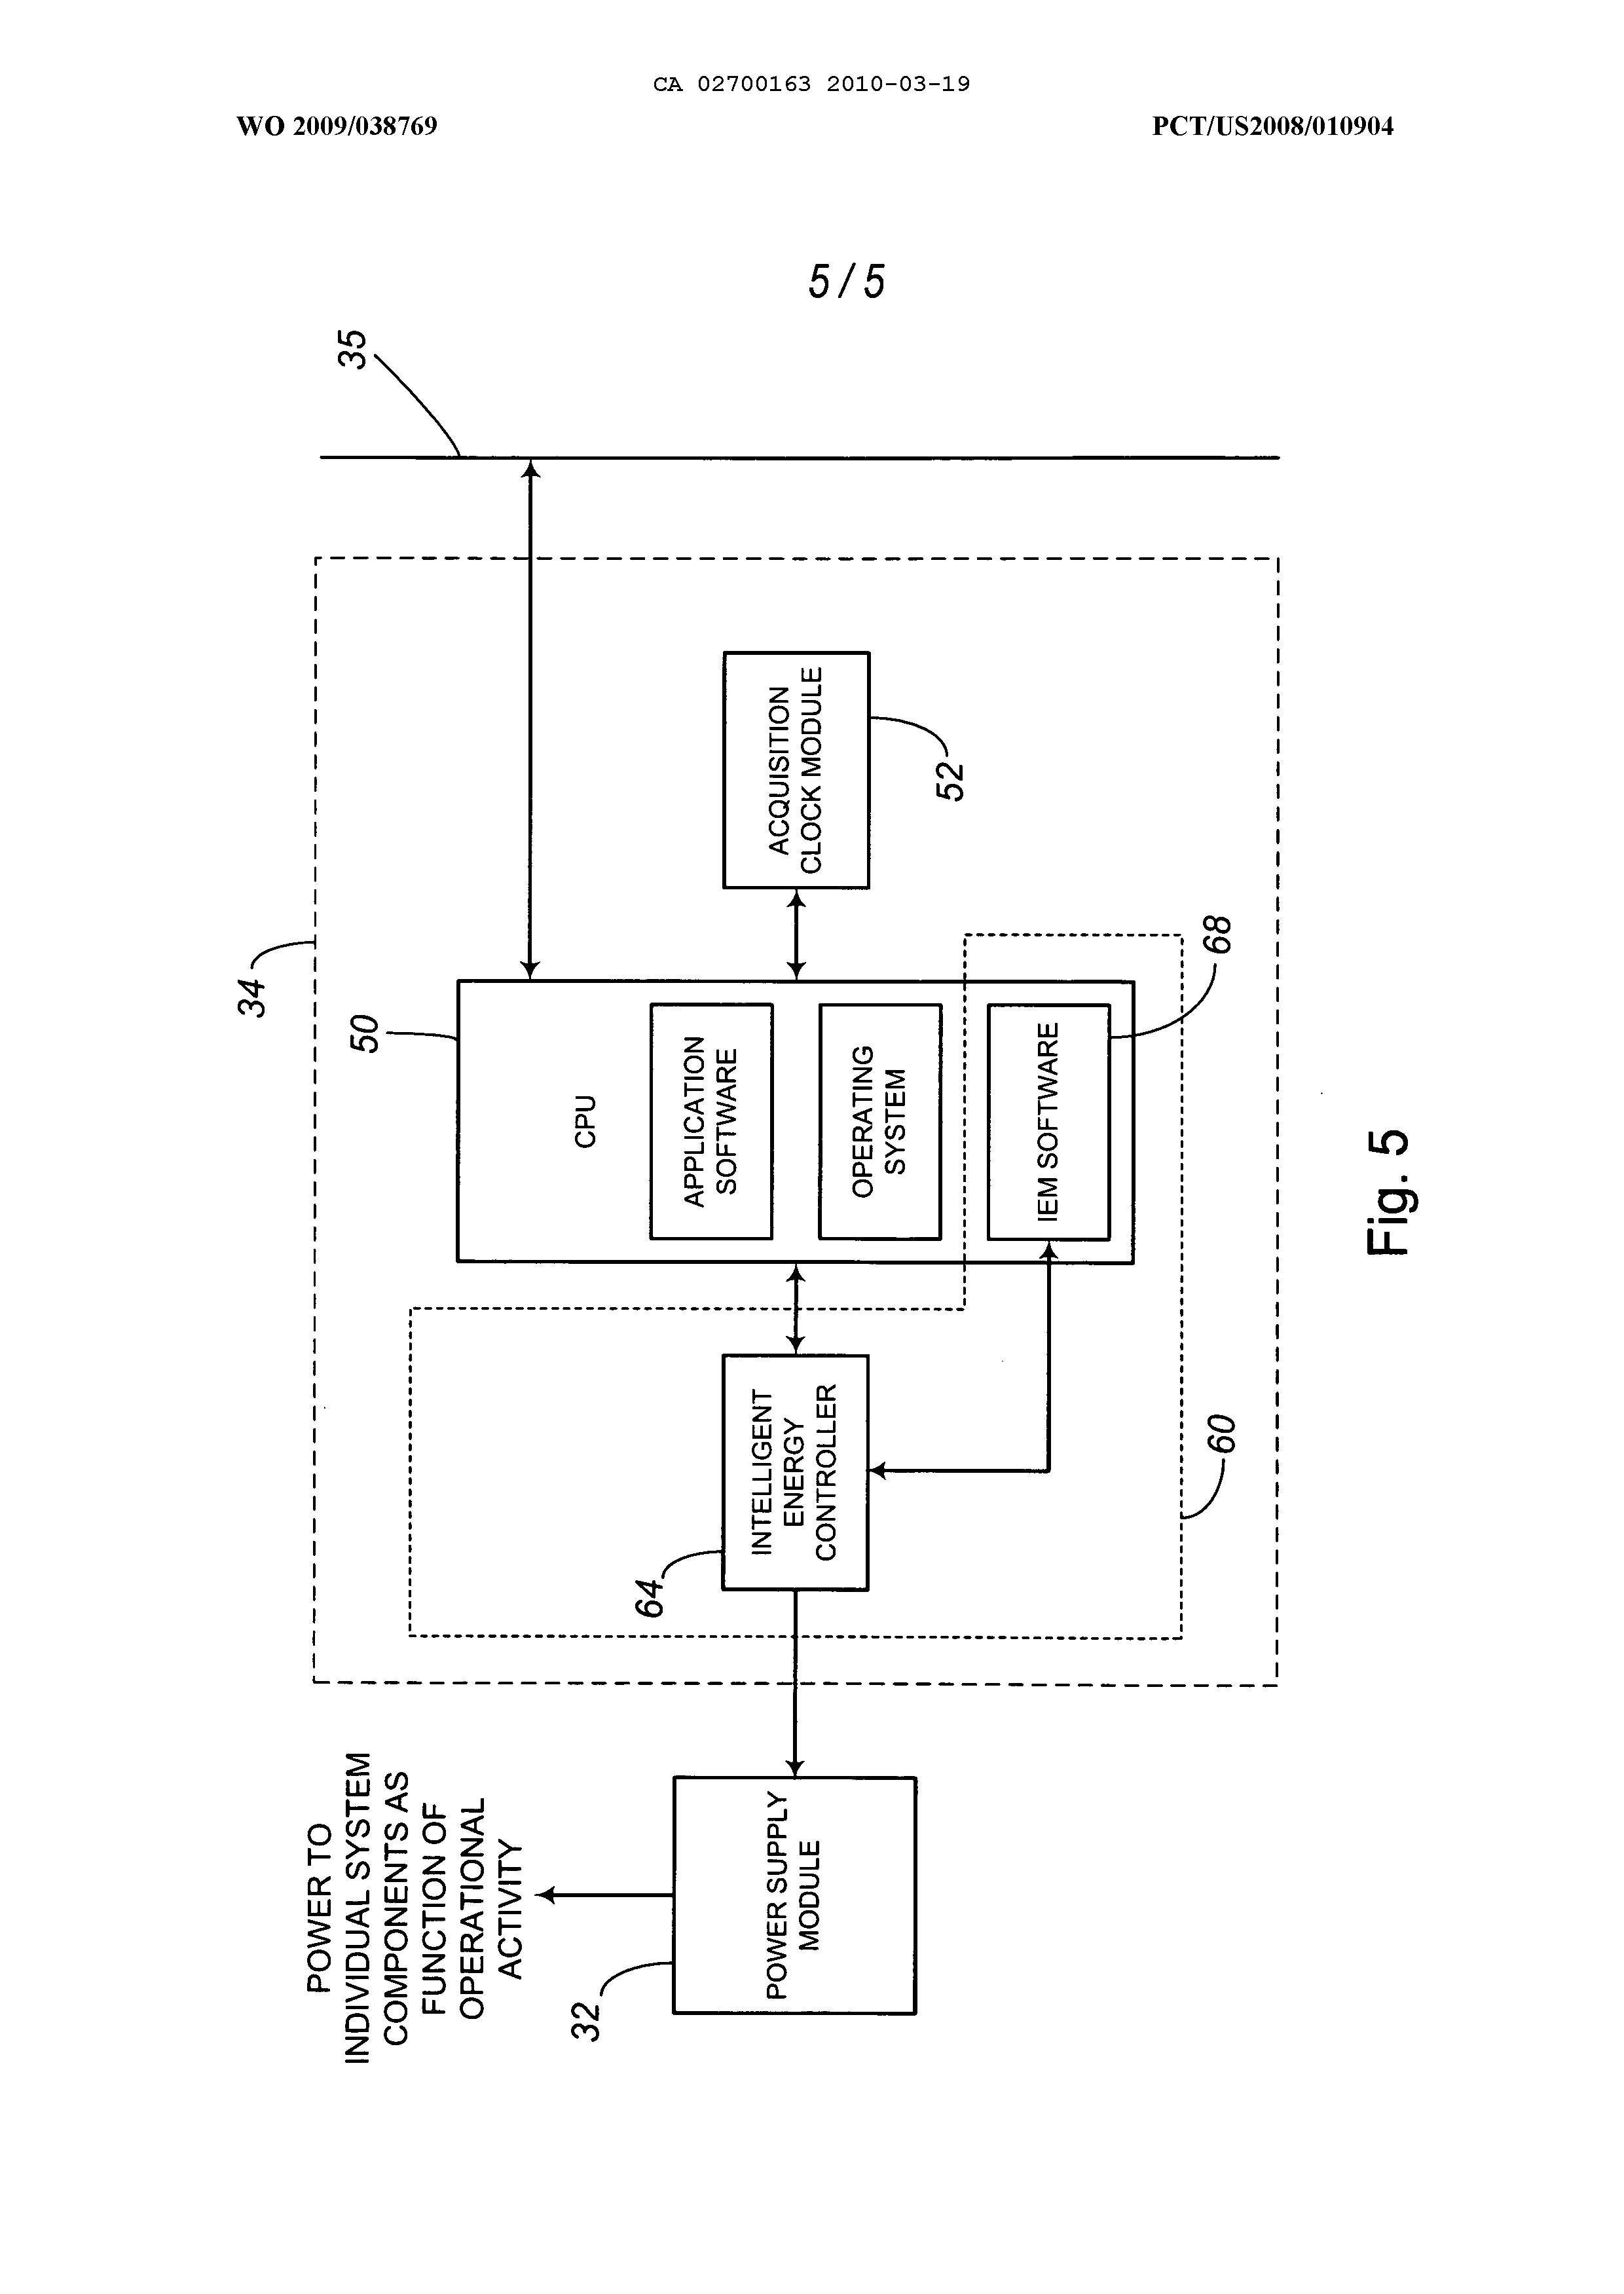 CA 02700163 2010-03-19
WO 2009/038769
PCT/US2008/010904
5/5
POWER TO
INDIVIDUAL SYSTEM
COMPONENTS AS
FUNCTION OF
OPERATIONAL
ACTIVITY
32
POWER SUPPLY
MODULE
34
64
INTELLIGENT
ENERGY
CONTROLLER
60
50
CPU
APPLICATION
SOFTWARE
OPERATING
SYSTEM
IEM SOFTWARE
68
ACQUISITION
CLOCK MODULE
52
35
Fig. 5